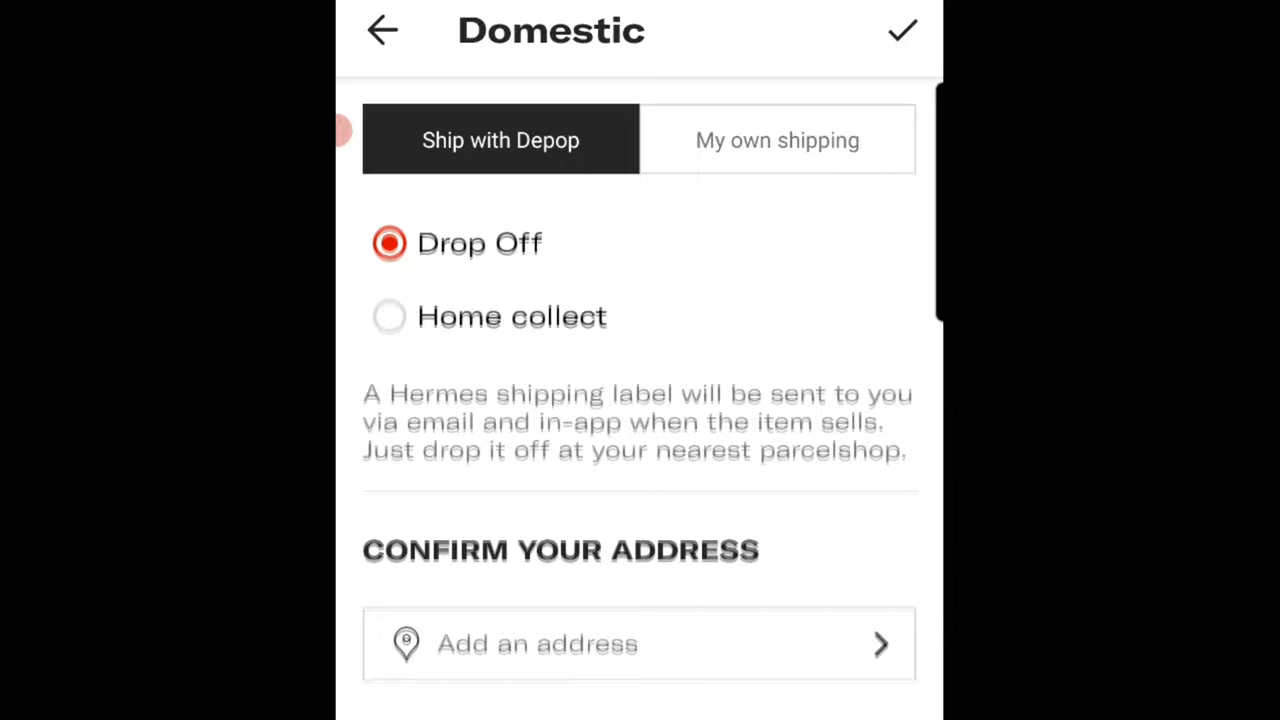 Domestic
Ship with Depop
My own shipping
Drop Off
Home collect
A Hermes shipping label will be sent to you
via email and in-app when the item sells.
Just drop it off at your nearest parcelshop.
CONFIRM YOUR ADDRESS
Add an address